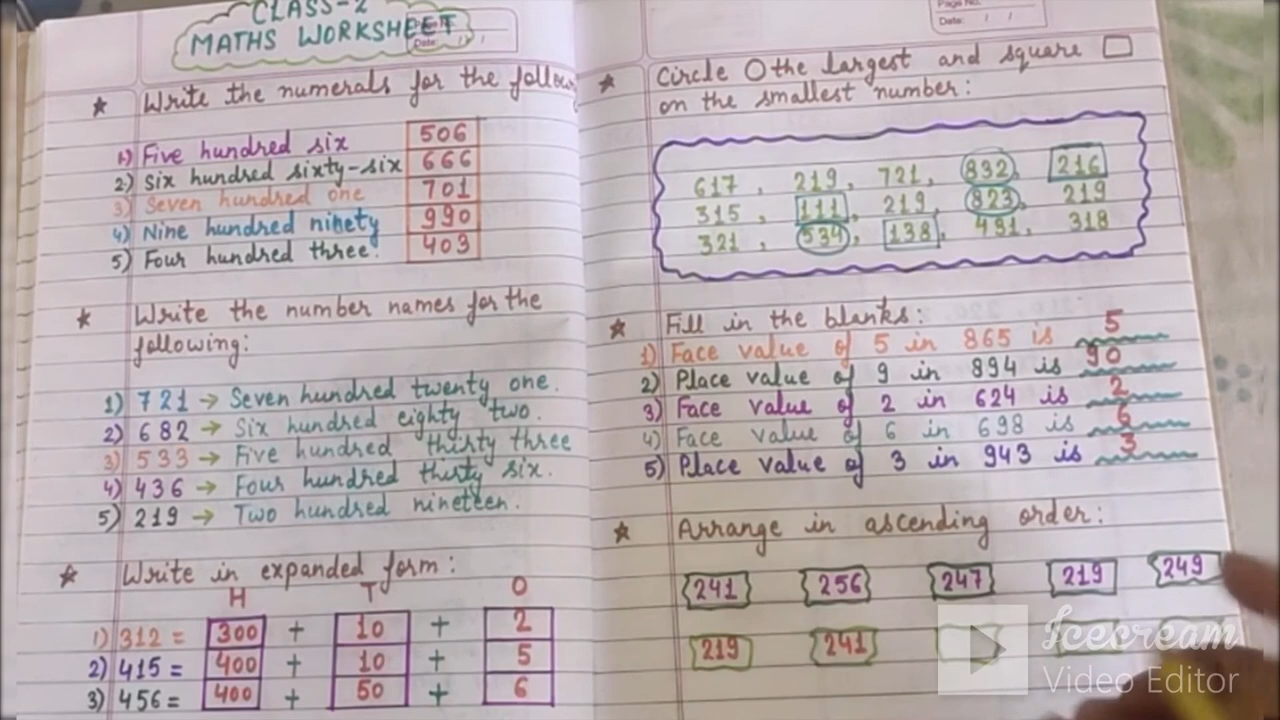 CLASS-2
MATHS WORKSHEET
Date: / /
★ Write the numerals for the following
1) Five hundred six 506
2) Six hundred sixty-six 666
3) Seven hundred one 701
4) Nine hundred ninety 990
5) Four hundred three. 403
★ Write the number names for the
following:
1) 721 → Seven hundred twenty one.
2) 682 → Six hundred eighty two.
3) 533 → Five hundred thirty three
4) 436 → Four hundred thirty six.
5) 219 → Two hundred nineteen.
★ Write in expanded form:
H T O
1) 312 = 300 + 10 + 2
2) 415 = 400 + 10 + 5
3) 456 = 400 + 50 + 6
Page No.
Date: / /
★ Circle O the largest and square □
on the smallest number:
617, 219, 721, 832, 216
315, 111, 219, 823, 219
321, 534, 138, 431, 318
★ Fill in the blanks:
1) Face value of 5 in 865 is 5
2) Place value of 9 in 894 is 90
3) Face value of 2 in 624 is 2
4) Face value of 6 in 698 is 6
5) Place value of 3 in 943 is 3
★ Arrange in ascending order:
241 256 247 219 249
219 241
Icecream
Video Editor